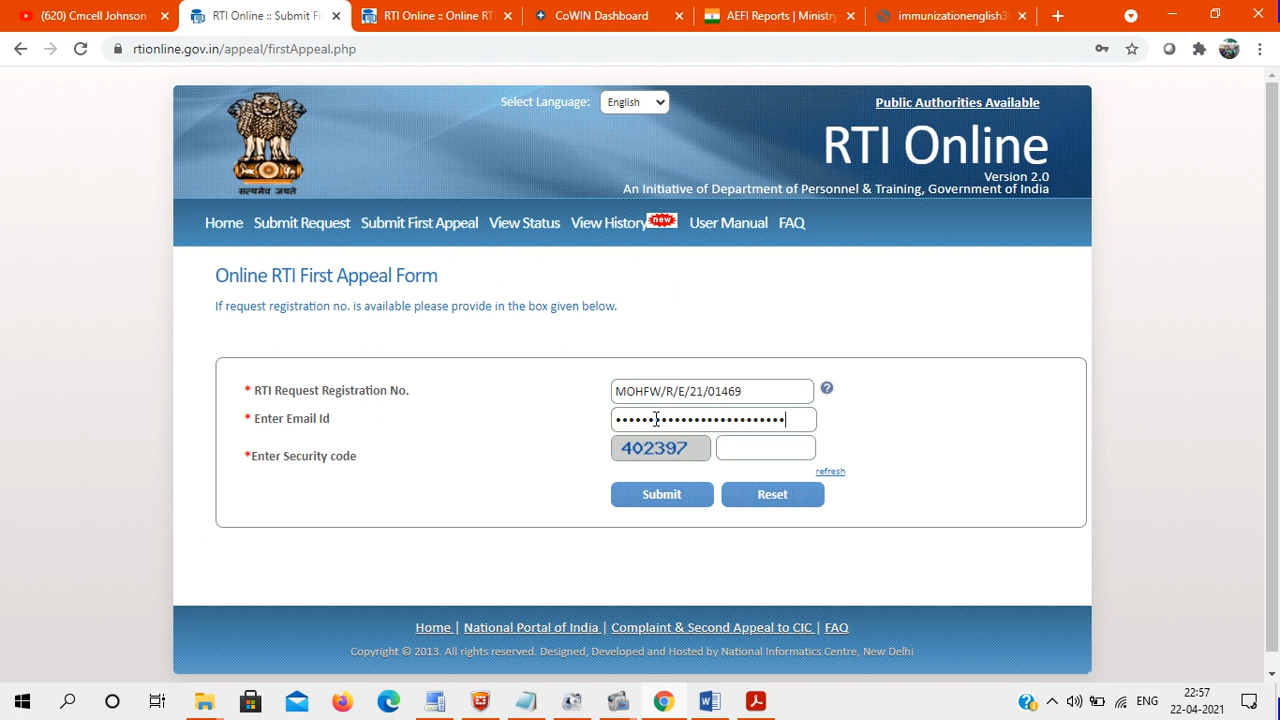 (620) Cmcell Johnson
RTI Online :: Submit Fi
RTI Online :: Online RT
CoWIN Dashboard
AEFI Reports | Ministry
immunizationenglish3
rtionline.gov.in/appeal/firstAppeal.php
सत्यमेव जयते
Select Language:
English
Public Authorities Available
RTI Online
Version 2.0
An Initiative of Department of Personnel & Training, Government of India
Home
Submit Request
Submit First Appeal
View Status
View History
new
User Manual
FAQ
Online RTI First Appeal Form
If request registration no. is available please provide in the box given below.
* RTI Request Registration No.
MOHFW/R/E/21/01469
* Enter Email Id
*Enter Security code
402397
refresh
Submit
Reset
Home | National Portal of India | Complaint & Second Appeal to CIC | FAQ
Copyright © 2013. All rights reserved. Designed, Developed and Hosted by National Informatics Centre, New Delhi
ENG
22:57
22-04-2021